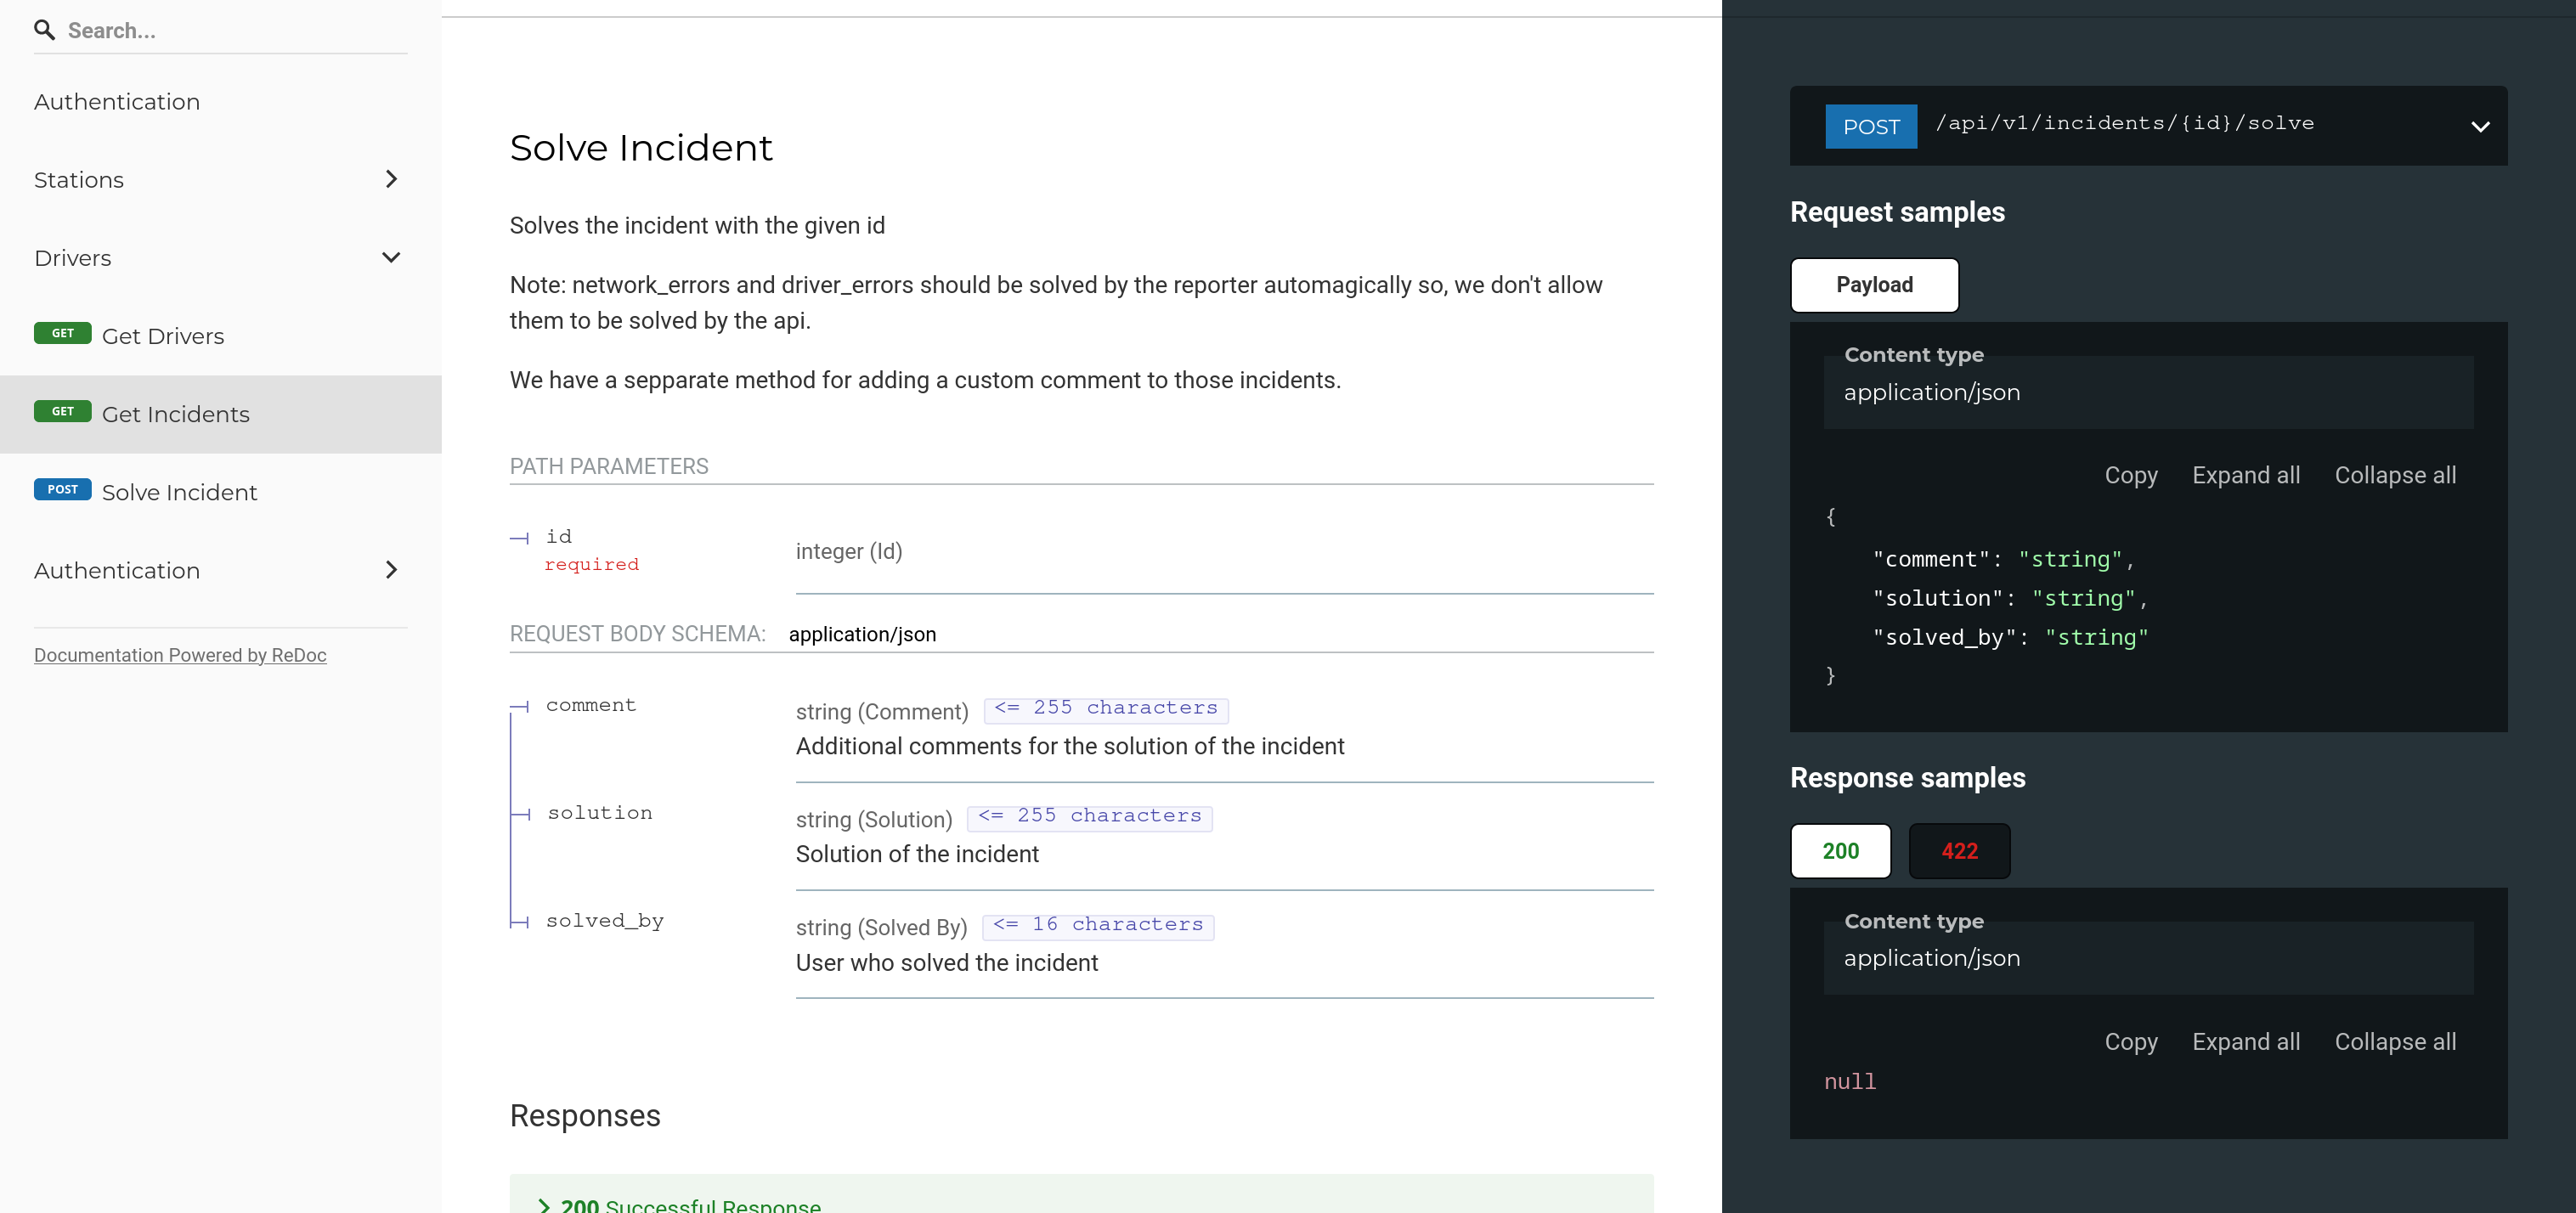 Search...
Authentication
Stations
Drivers
GET Get Drivers
GET Get Incidents
POST Solve Incident
Authentication
Documentation Powered by ReDoc
Solve Incident
Solves the incident with the given id
Note: network_errors and driver_errors should be solved by the reporter automagically so, we don't allow
them to be solved by the api.
We have a sepparate method for adding a custom comment to those incidents.
PATH PARAMETERS
id
required
integer (Id)
REQUEST BODY SCHEMA: application/json
comment
string (Comment) <= 255 characters
Additional comments for the solution of the incident
solution
string (Solution) <= 255 characters
Solution of the incident
solved_by
string (Solved By) <= 16 characters
User who solved the incident
Responses
200 Successful Response
POST /api/v1/incidents/{id}/solve
Request samples
Payload
Content type
application/json
Copy Expand all Collapse all
{
"comment": "string",
"solution": "string",
"solved_by": "string"
}
Response samples
200 422
Content type
application/json
Copy Expand all Collapse all
null